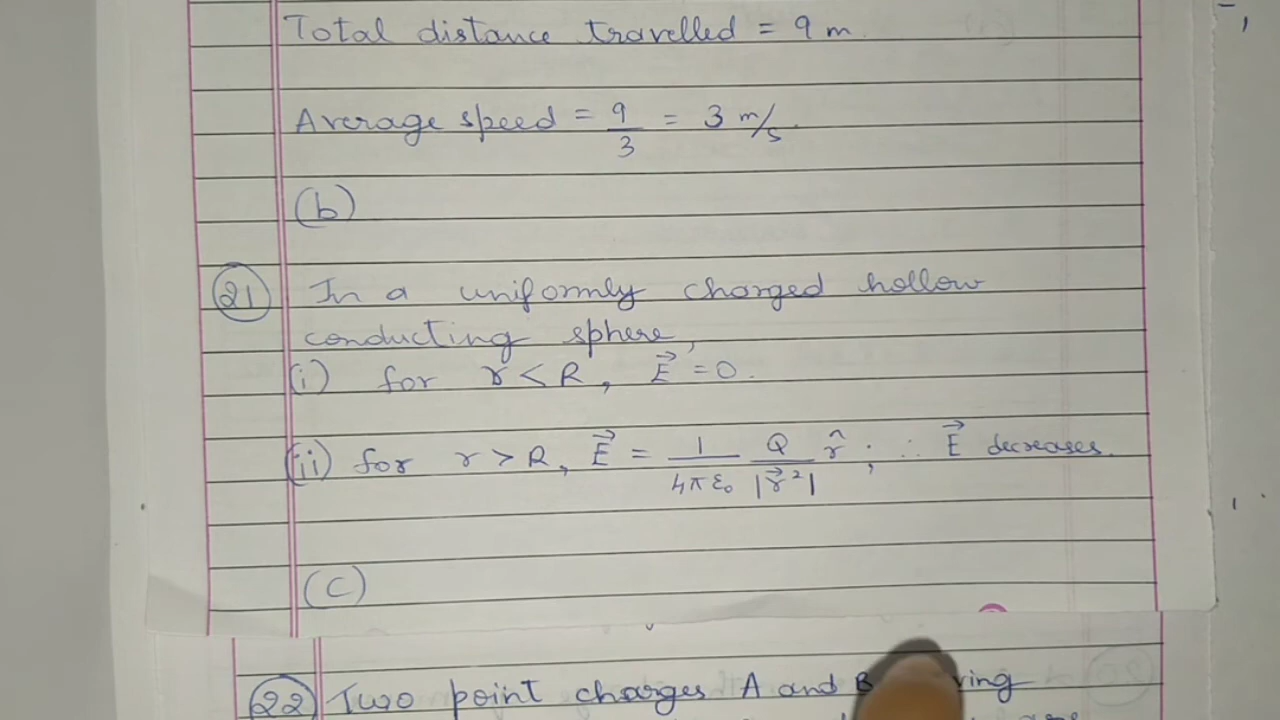 Total distance travelled = 9 m.
Average speed = 9/3 = 3 m/s.
(b)
(21) In a uniformly charged hollow
conducting sphere,
(i) for r < R, E⃗ = 0.
(ii) for r > R, E⃗ = 1/4πε₀ Q/|r⃗²| r̂ ; ∴ E⃗ decreases.
(c)
(22) Two point charges A and B